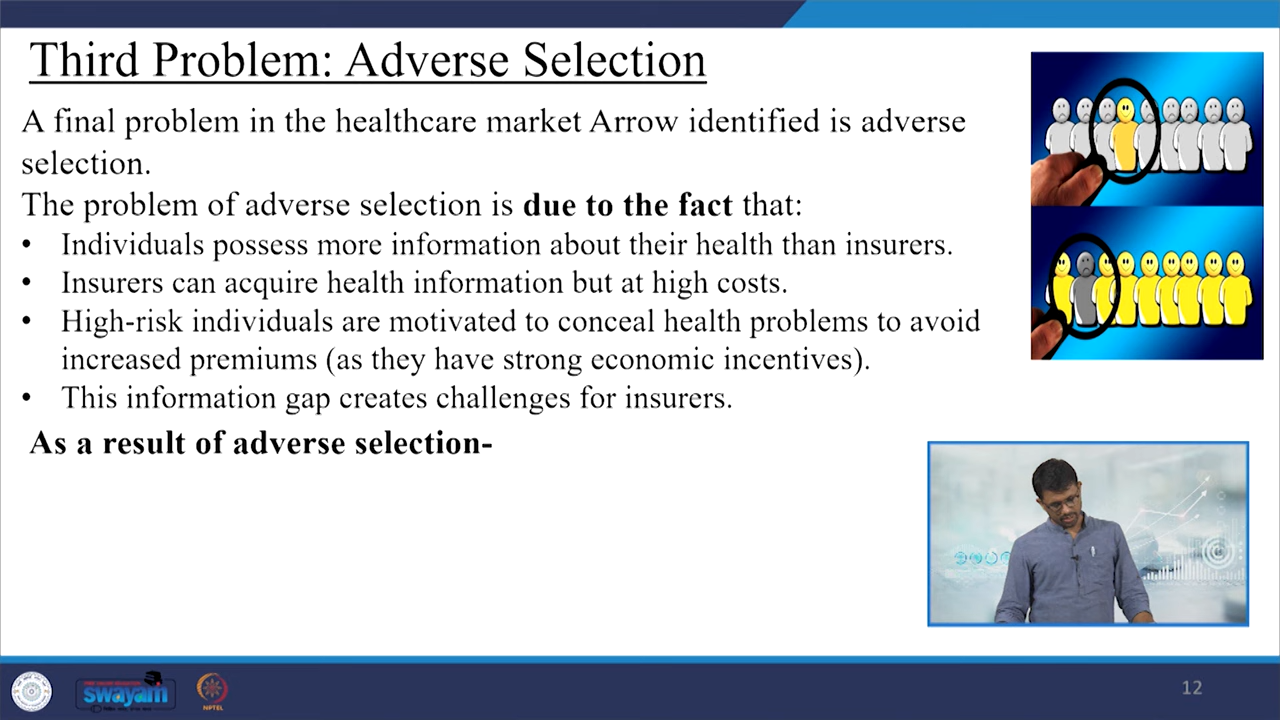 Third Problem: Adverse Selection
A final problem in the healthcare market Arrow identified is adverse
selection.
The problem of adverse selection is due to the fact that:
• Individuals possess more information about their health than insurers.
• Insurers can acquire health information but at high costs.
• High-risk individuals are motivated to conceal health problems to avoid
increased premiums (as they have strong economic incentives).
• This information gap creates challenges for insurers.
As a result of adverse selection-
swayam
NPTEL
12